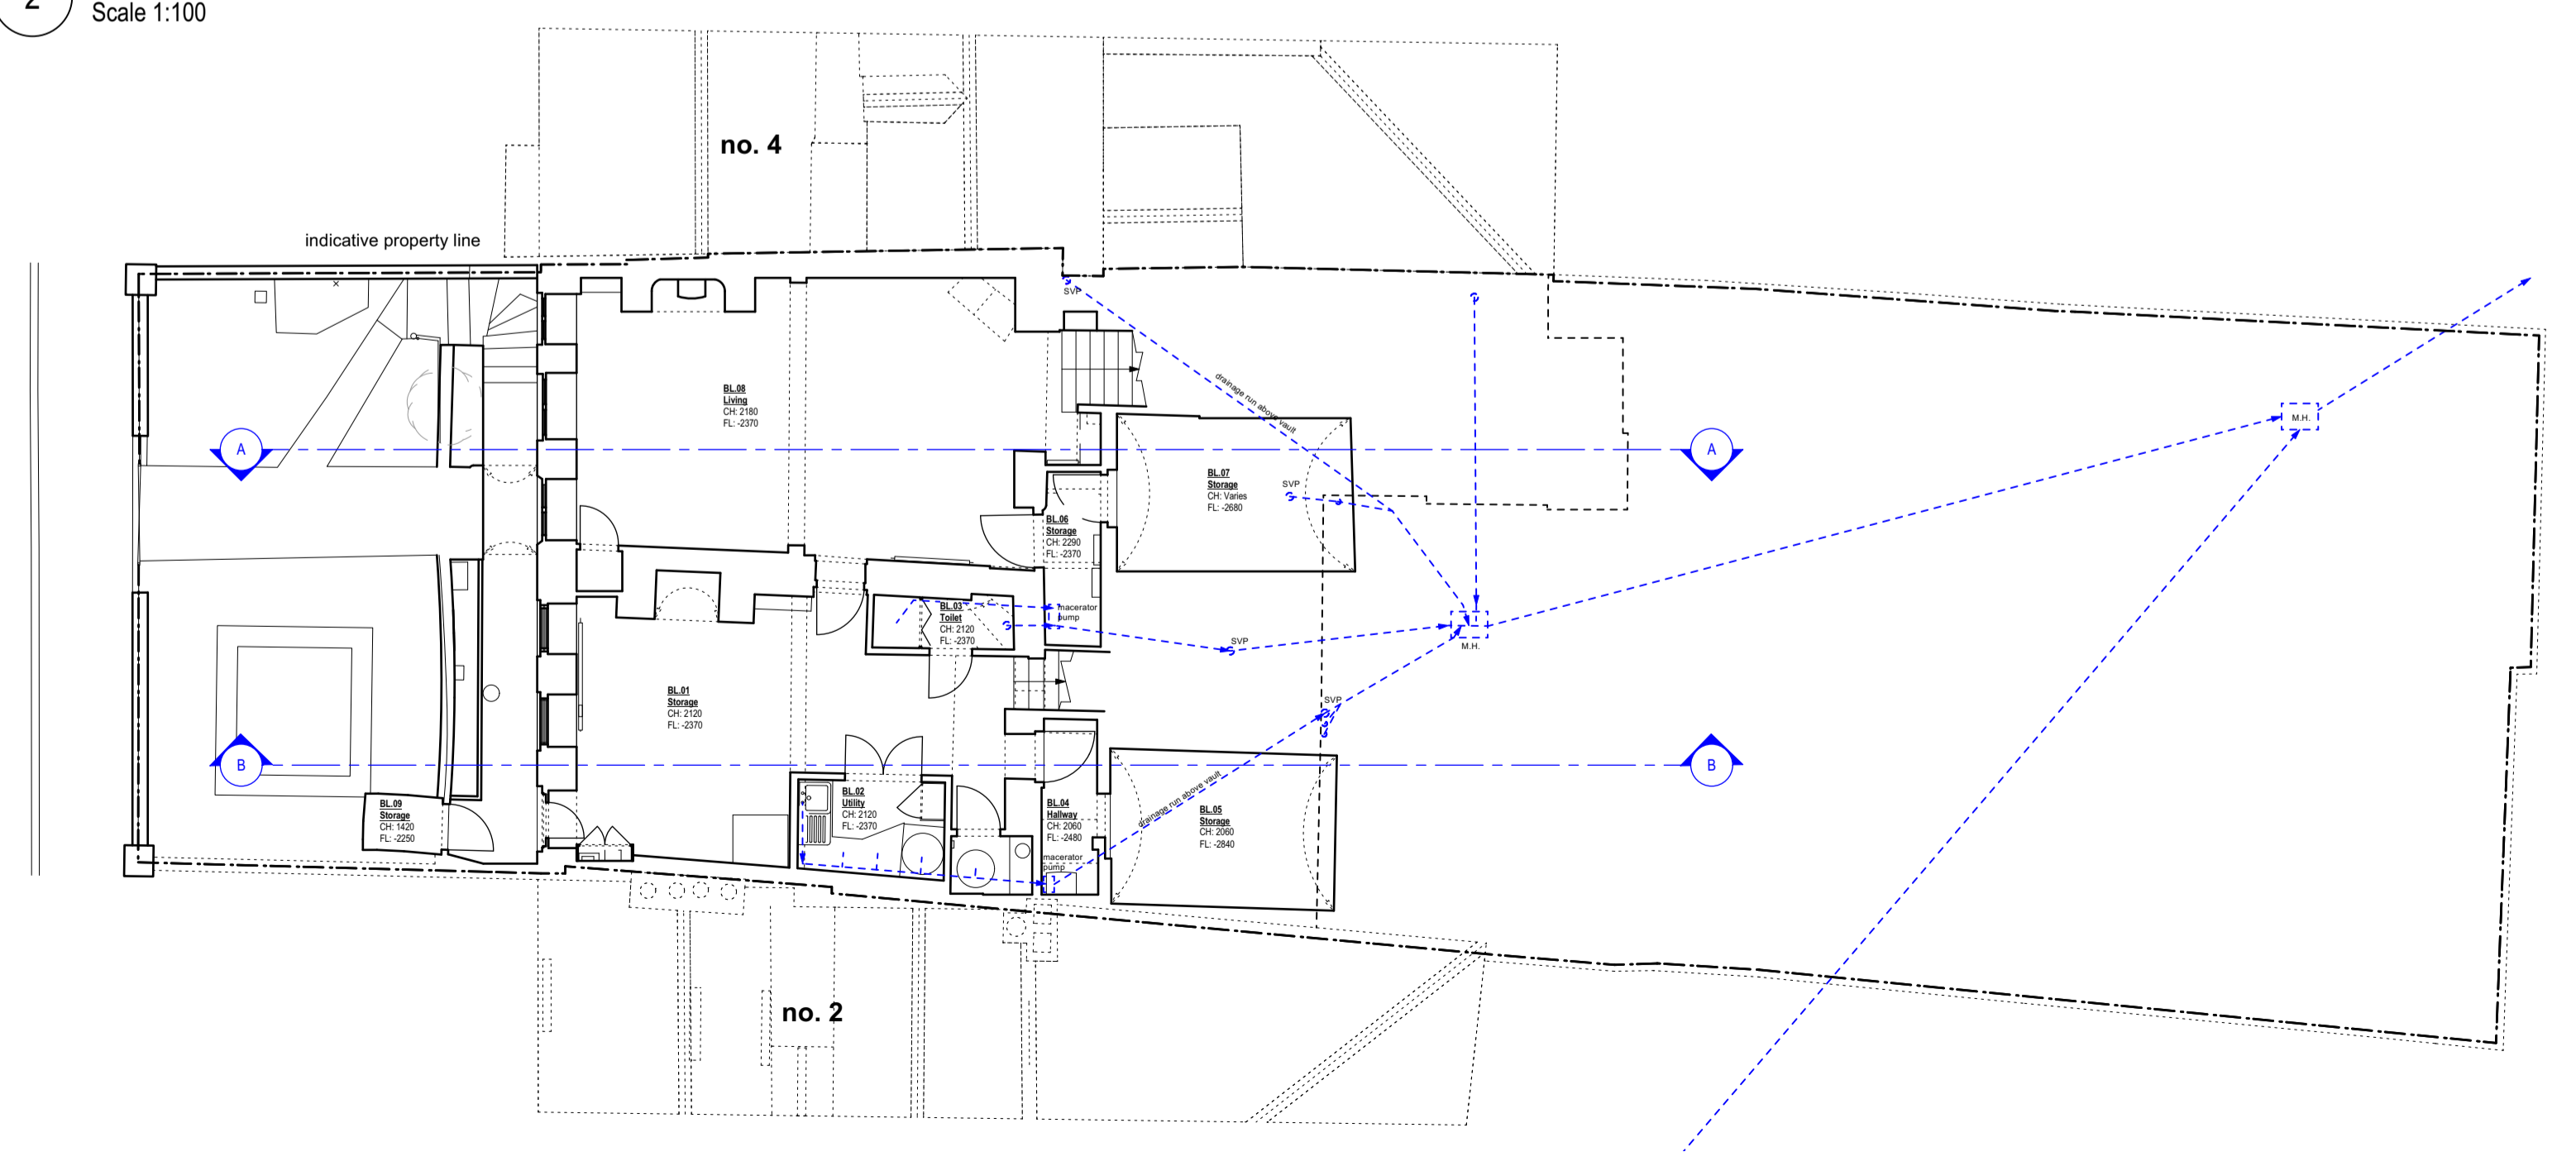 2
Scale 1:100
no. 4
indicative property line
SVP
drainage run above vault
BL.08
Living
CH: 2180
FL: -2370
M.H.
A
A
BL.07
Storage
CH: Varies
FL: -2680
SVP
BL.06
Storage
CH: 2290
FL: -2370
BL.03
Toilet
CH: 2120
FL: -2370
macerator
pump
SVP
M.H.
BL.01
Storage
CH: 2120
FL: -2370
SVP
B
B
drainage run above vault
BL.09
Storage
CH: 1420
FL: -2250
BL.02
Utility
CH: 2120
FL: -2370
BL.04
Hallway
CH: 2060
FL: -2480
BL.05
Storage
CH: 2060
FL: -2840
macerator
pump
no. 2